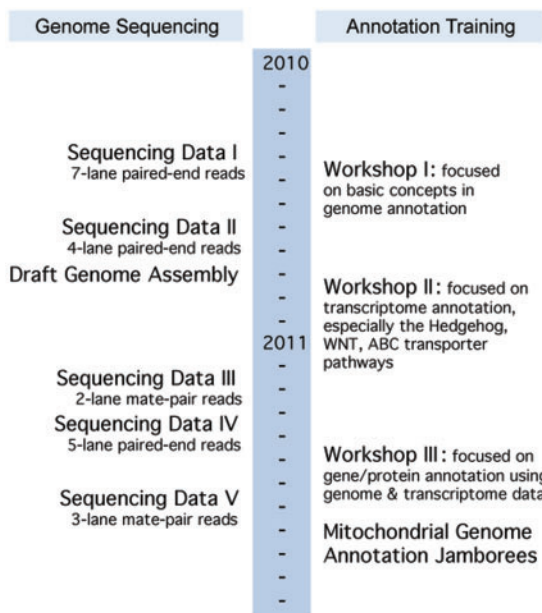 Genome Sequencing
Annotation Training
2010
-
-
-
Sequencing Data I
7-lane paired-end reads
-
Workshop I: focused
on basic concepts in
genome annotation
-
-
Sequencing Data II
4-lane paired-end reads
-
-
Draft Genome Assembly
-
Workshop II: focused on
transcriptome annotation,
especially the Hedgehog,
WNT, ABC transporter
pathways
-
-
2011
-
Sequencing Data III
2-lane mate-pair reads
-
-
Sequencing Data IV
5-lane paired-end reads
-
-
Workshop III: focused on
gene/protein annotation using
genome & transcriptome data
-
Sequencing Data V
3-lane mate-pair reads
-
-
Mitochondrial Genome
Annotation Jamborees
-
-
-
-